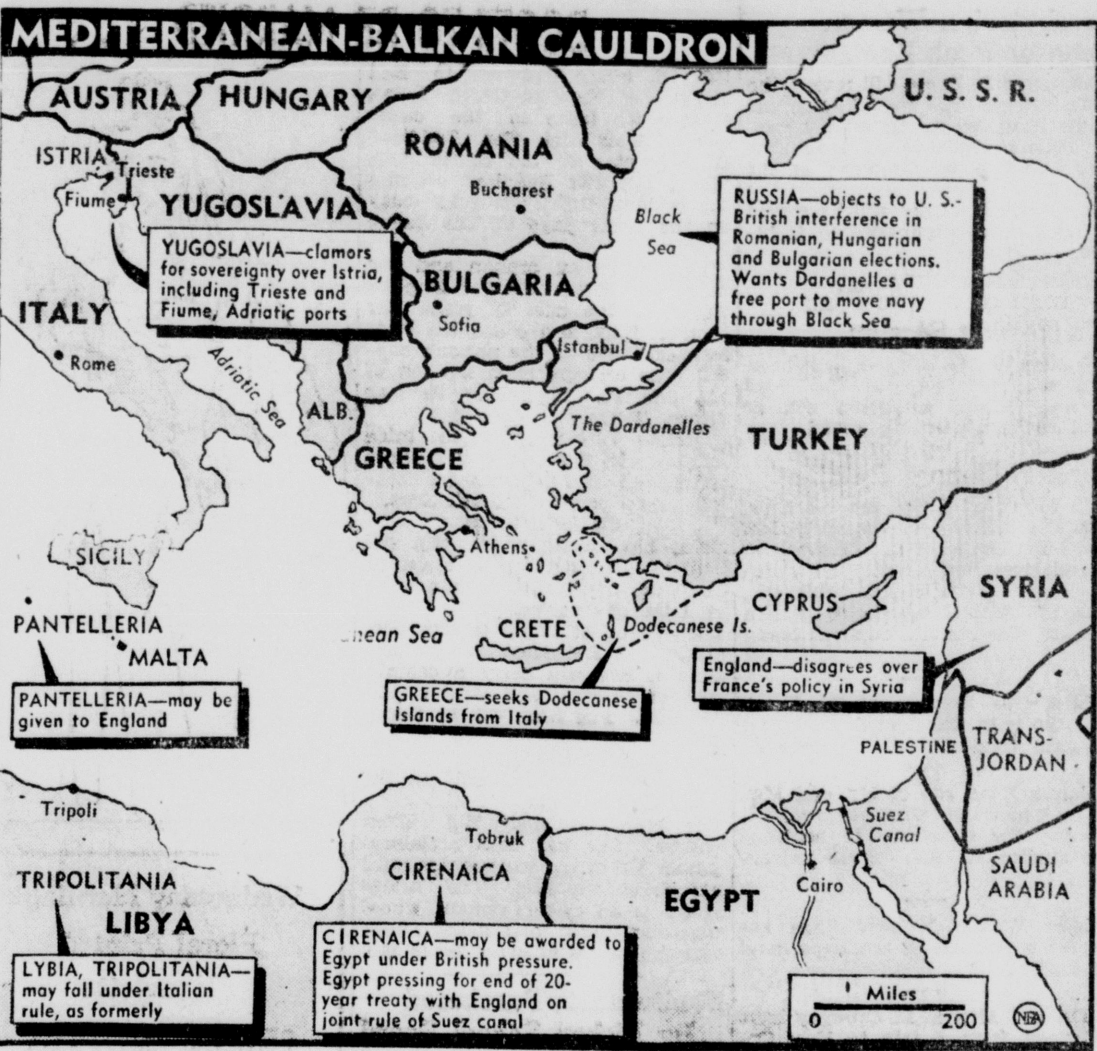 MEDITERRANEAN-BALKAN CAULDRON
AUSTRIA
HUNGARY
U. S. S. R.
ROMANIA
ISTRIA
Trieste
Fiume
Bucharest
YUGOSLAVIA
Black
Sea
RUSSIA—objects to U. S.-
British interference in
Romanian, Hungarian
and Bulgarian elections.
Wants Dardanelles a
free port to move navy
through Black Sea
YUGOSLAVIA—clamors
for sovereignty over Istria,
including Trieste and
Fiume, Adriatic ports
BULGARIA
Sofia
ITALY
Rome
Adriatic Sea
Istanbul
ALB.
The Dardanelles
TURKEY
GREECE
Athens
SICILY
SYRIA
CYPRUS
PANTELLERIA
MALTA
Sea
CRETE
Dodecanese Is.
England—disagrees over
France's policy in Syria
PANTELLERIA—may be
given to England
GREECE—seeks Dodecanese
Islands from Italy
PALESTINE
TRANS-
JORDAN
Tripoli
Tobruk
Suez
Canal
TRIPOLITANIA
CIRENAICA
Cairo
SAUDI
ARABIA
LIBYA
EGYPT
LYBIA, TRIPOLITANIA—
may fall under Italian
rule, as formerly
CIRENAICA—may be awarded to
Egypt under British pressure.
Egypt pressing for end of 20-
year treaty with England on
joint rule of Suez canal
Miles
0 200
NEA